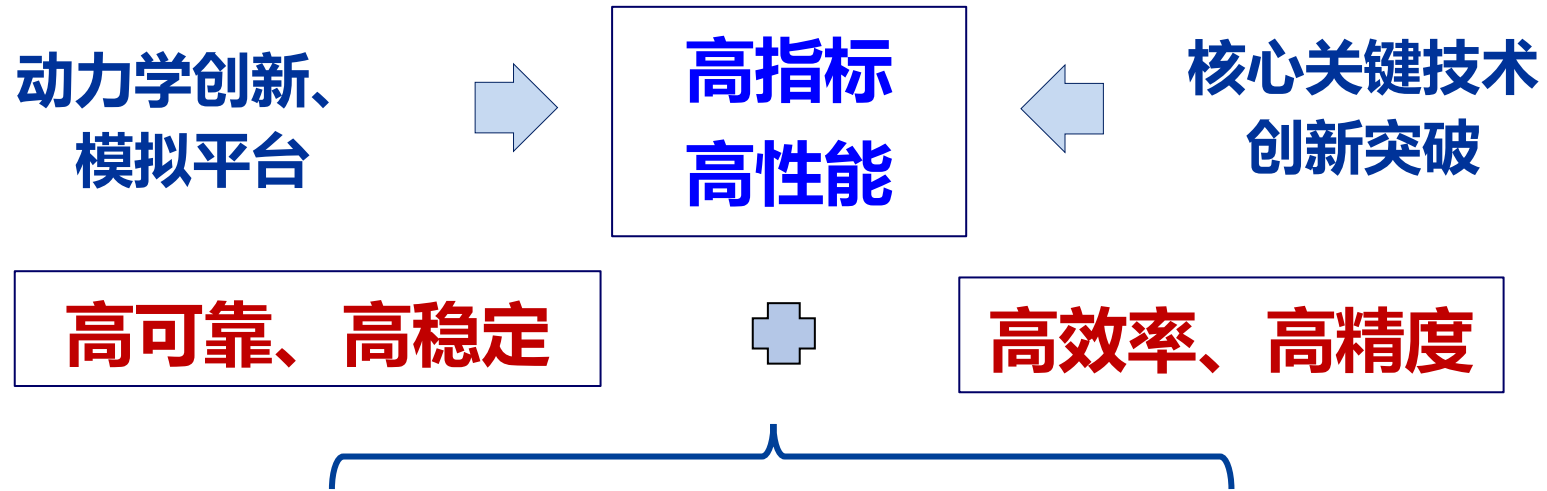 动力学创新、
模拟平台
高指标
高性能
核心关键技术
创新突破
高可靠、高稳定
高效率、高精度